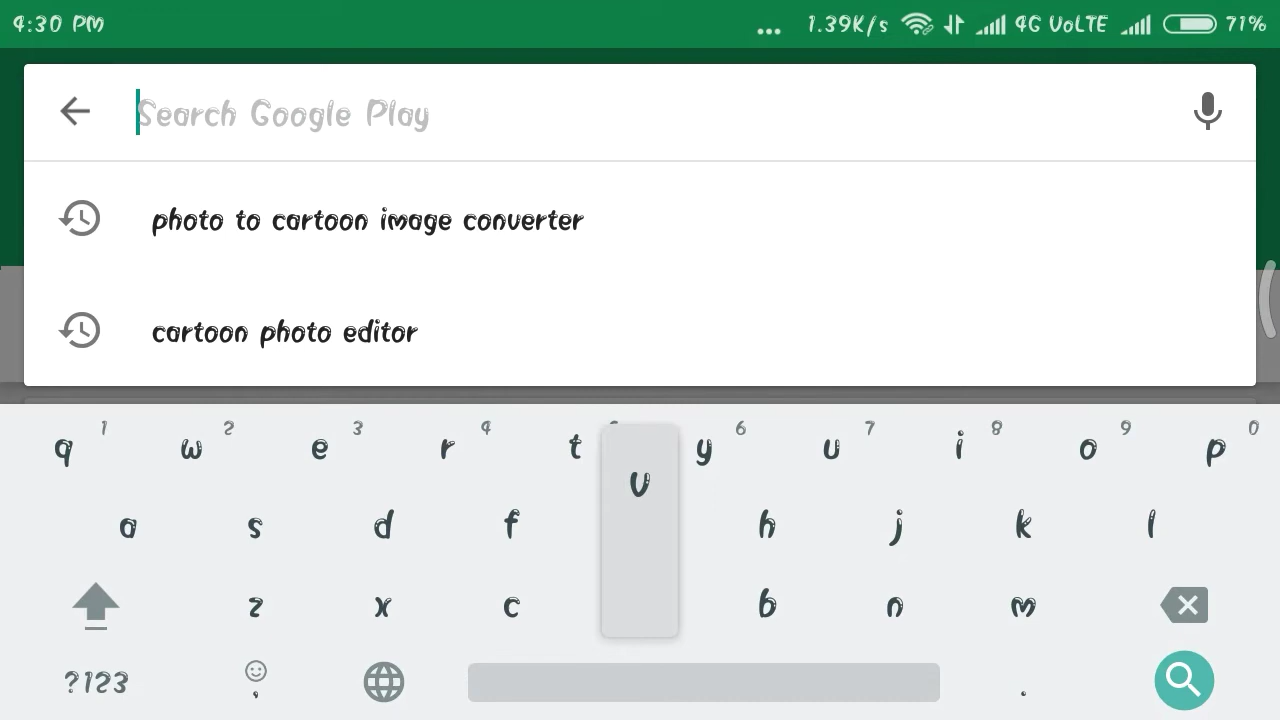 4:30 PM ... 1.39K/s 4G VoLTE 71%
Search Google Play
photo to cartoon image converter
cartoon photo editor
1 2 3 4 6 7 8 9 0
q w e r t y u i o p
V
a s d f h j k l
z x c b n m
?123 , .